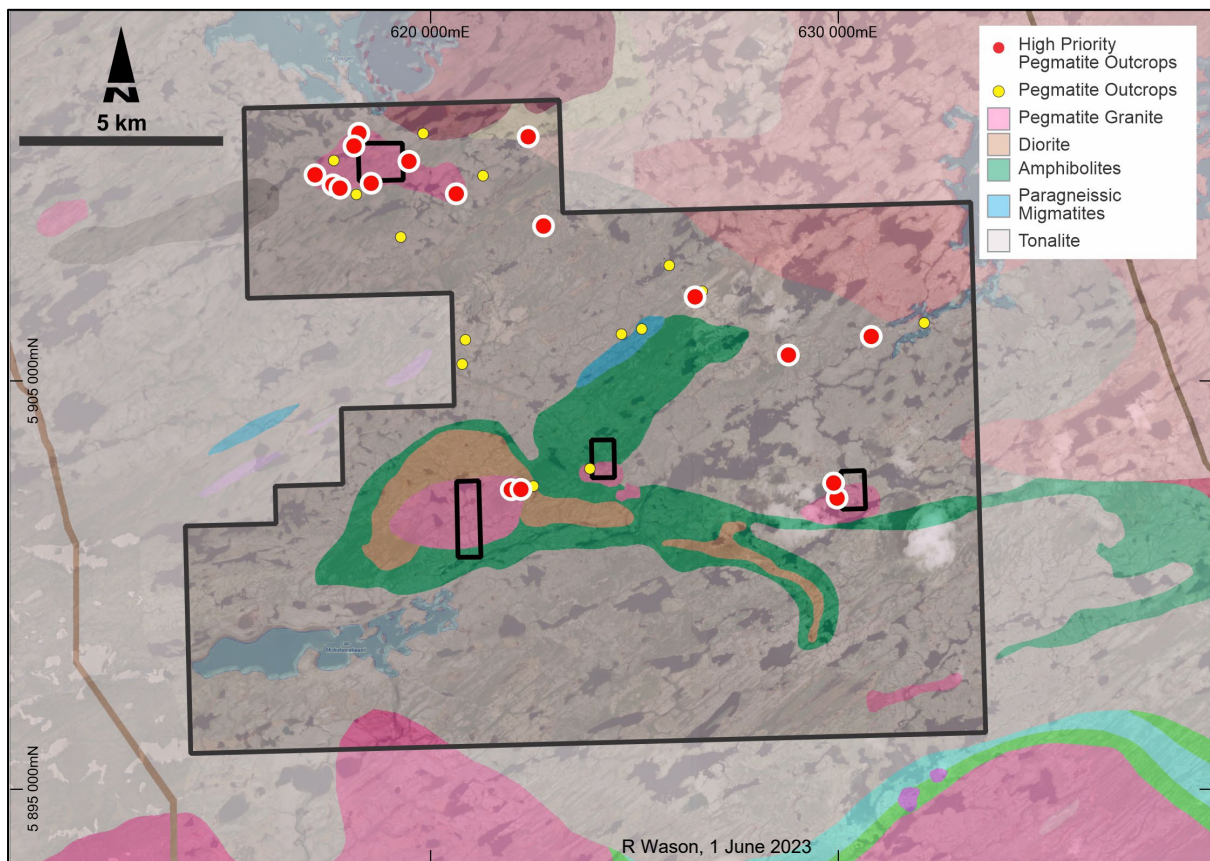 620 000mE
630 000mE
N
5 km
High Priority
Pegmatite Outcrops
Pegmatite Outcrops
Pegmatite Granite
Diorite
Amphibolites
Paragneissic
Migmatites
Tonalite
5 905 000mN
5 895 000mN
R Wason, 1 June 2023